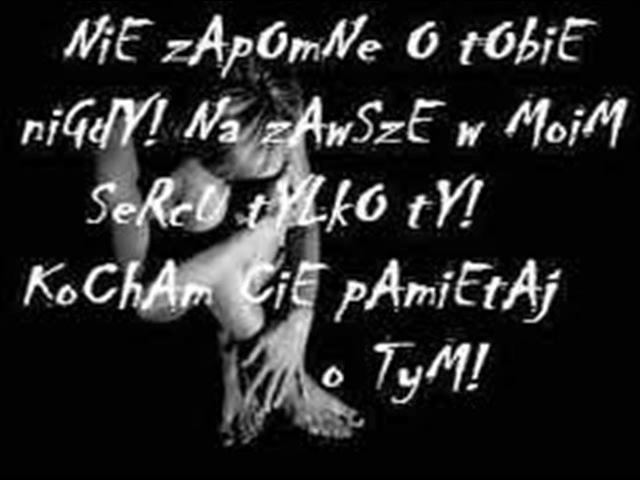 NiE zApOmNe O tObiE
niGdY! Na zAwSzE w MoiM
SeRcU tYLkO tY!
KoChAm CiE pAmiEtAj
o TyM!